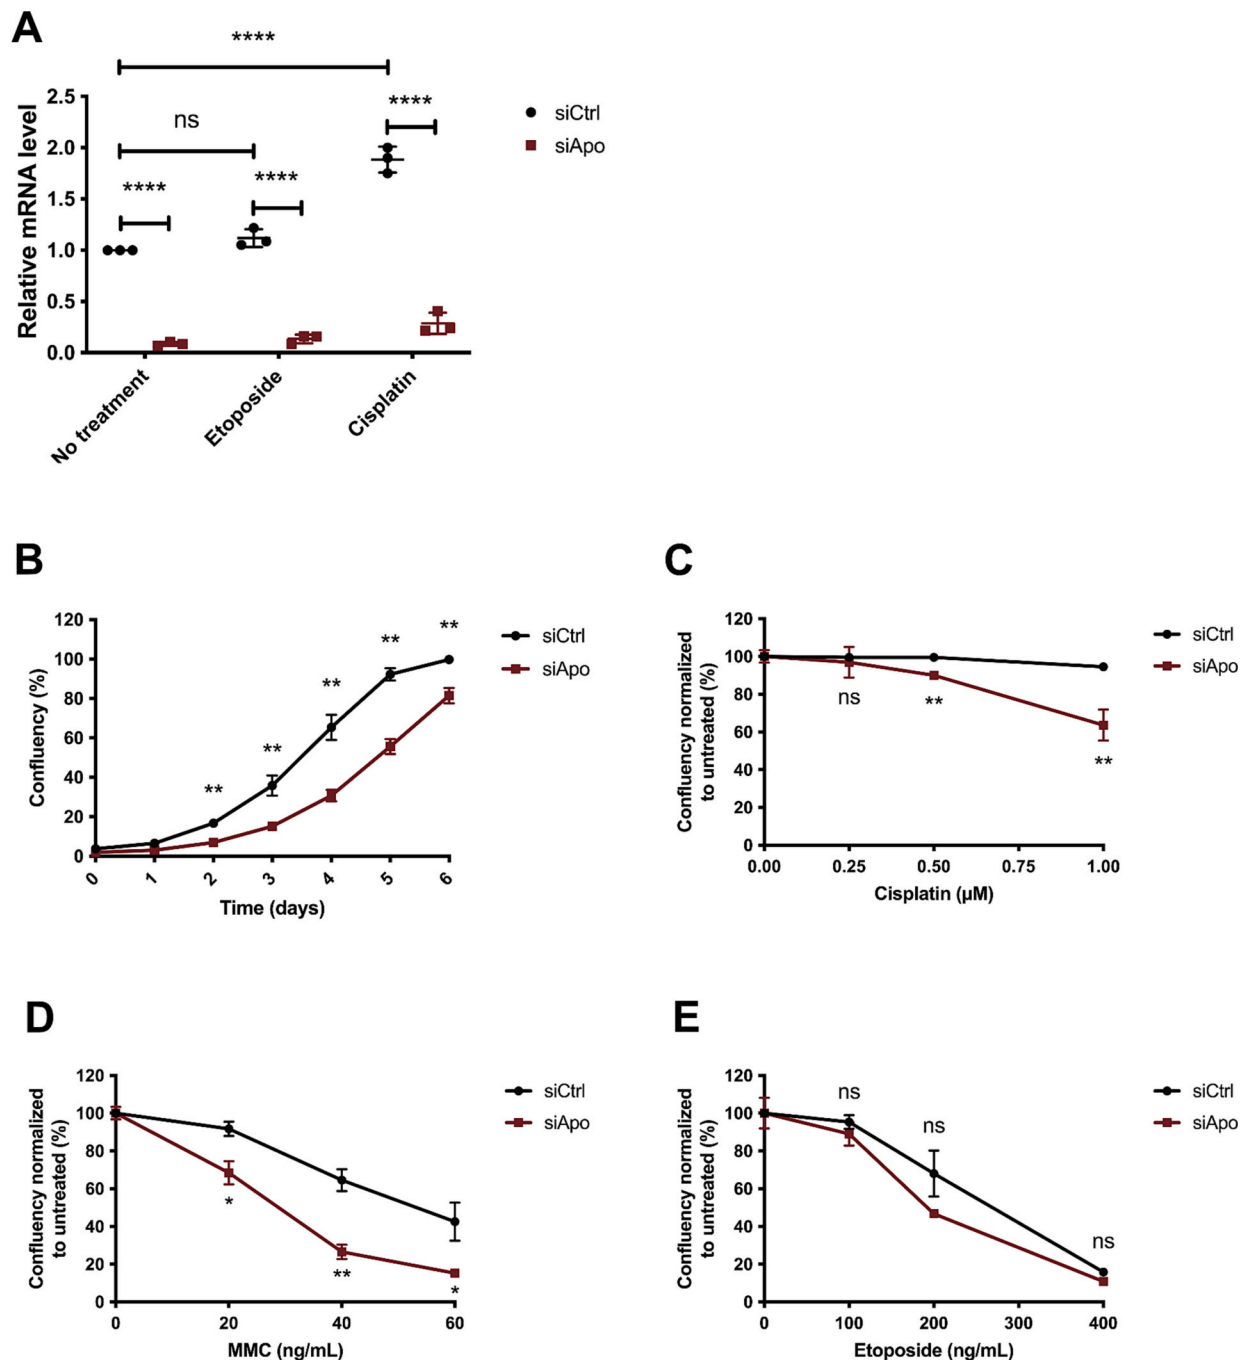 A
****
2.5
siCtrl
siApo
****
ns
2.0
1.5
****
****
1.0
0.5
0.0
Relative mRNA level
No treatment
Etoposide
Cisplatin
B
120
100
80
60
40
20
0
Confluency (%)
**
**
**
**
**
siCtrl
siApo
0 1 2 3 4 5 6
Time (days)
C
120
100
80
60
40
20
0
Confluency normalized
to untreated (%)
ns
**
**
siCtrl
siApo
0.00 0.25 0.50 0.75 1.00
Cisplatin (µM)
D
120
100
80
60
40
20
0
Confluency normalized
to untreated (%)
*
**
*
siCtrl
siApo
0 20 40 60
MMC (ng/mL)
E
120
100
80
60
40
20
0
Confluency normalized
to untreated (%)
ns
ns
ns
siCtrl
siApo
0 100 200 300 400
Etoposide (ng/mL)